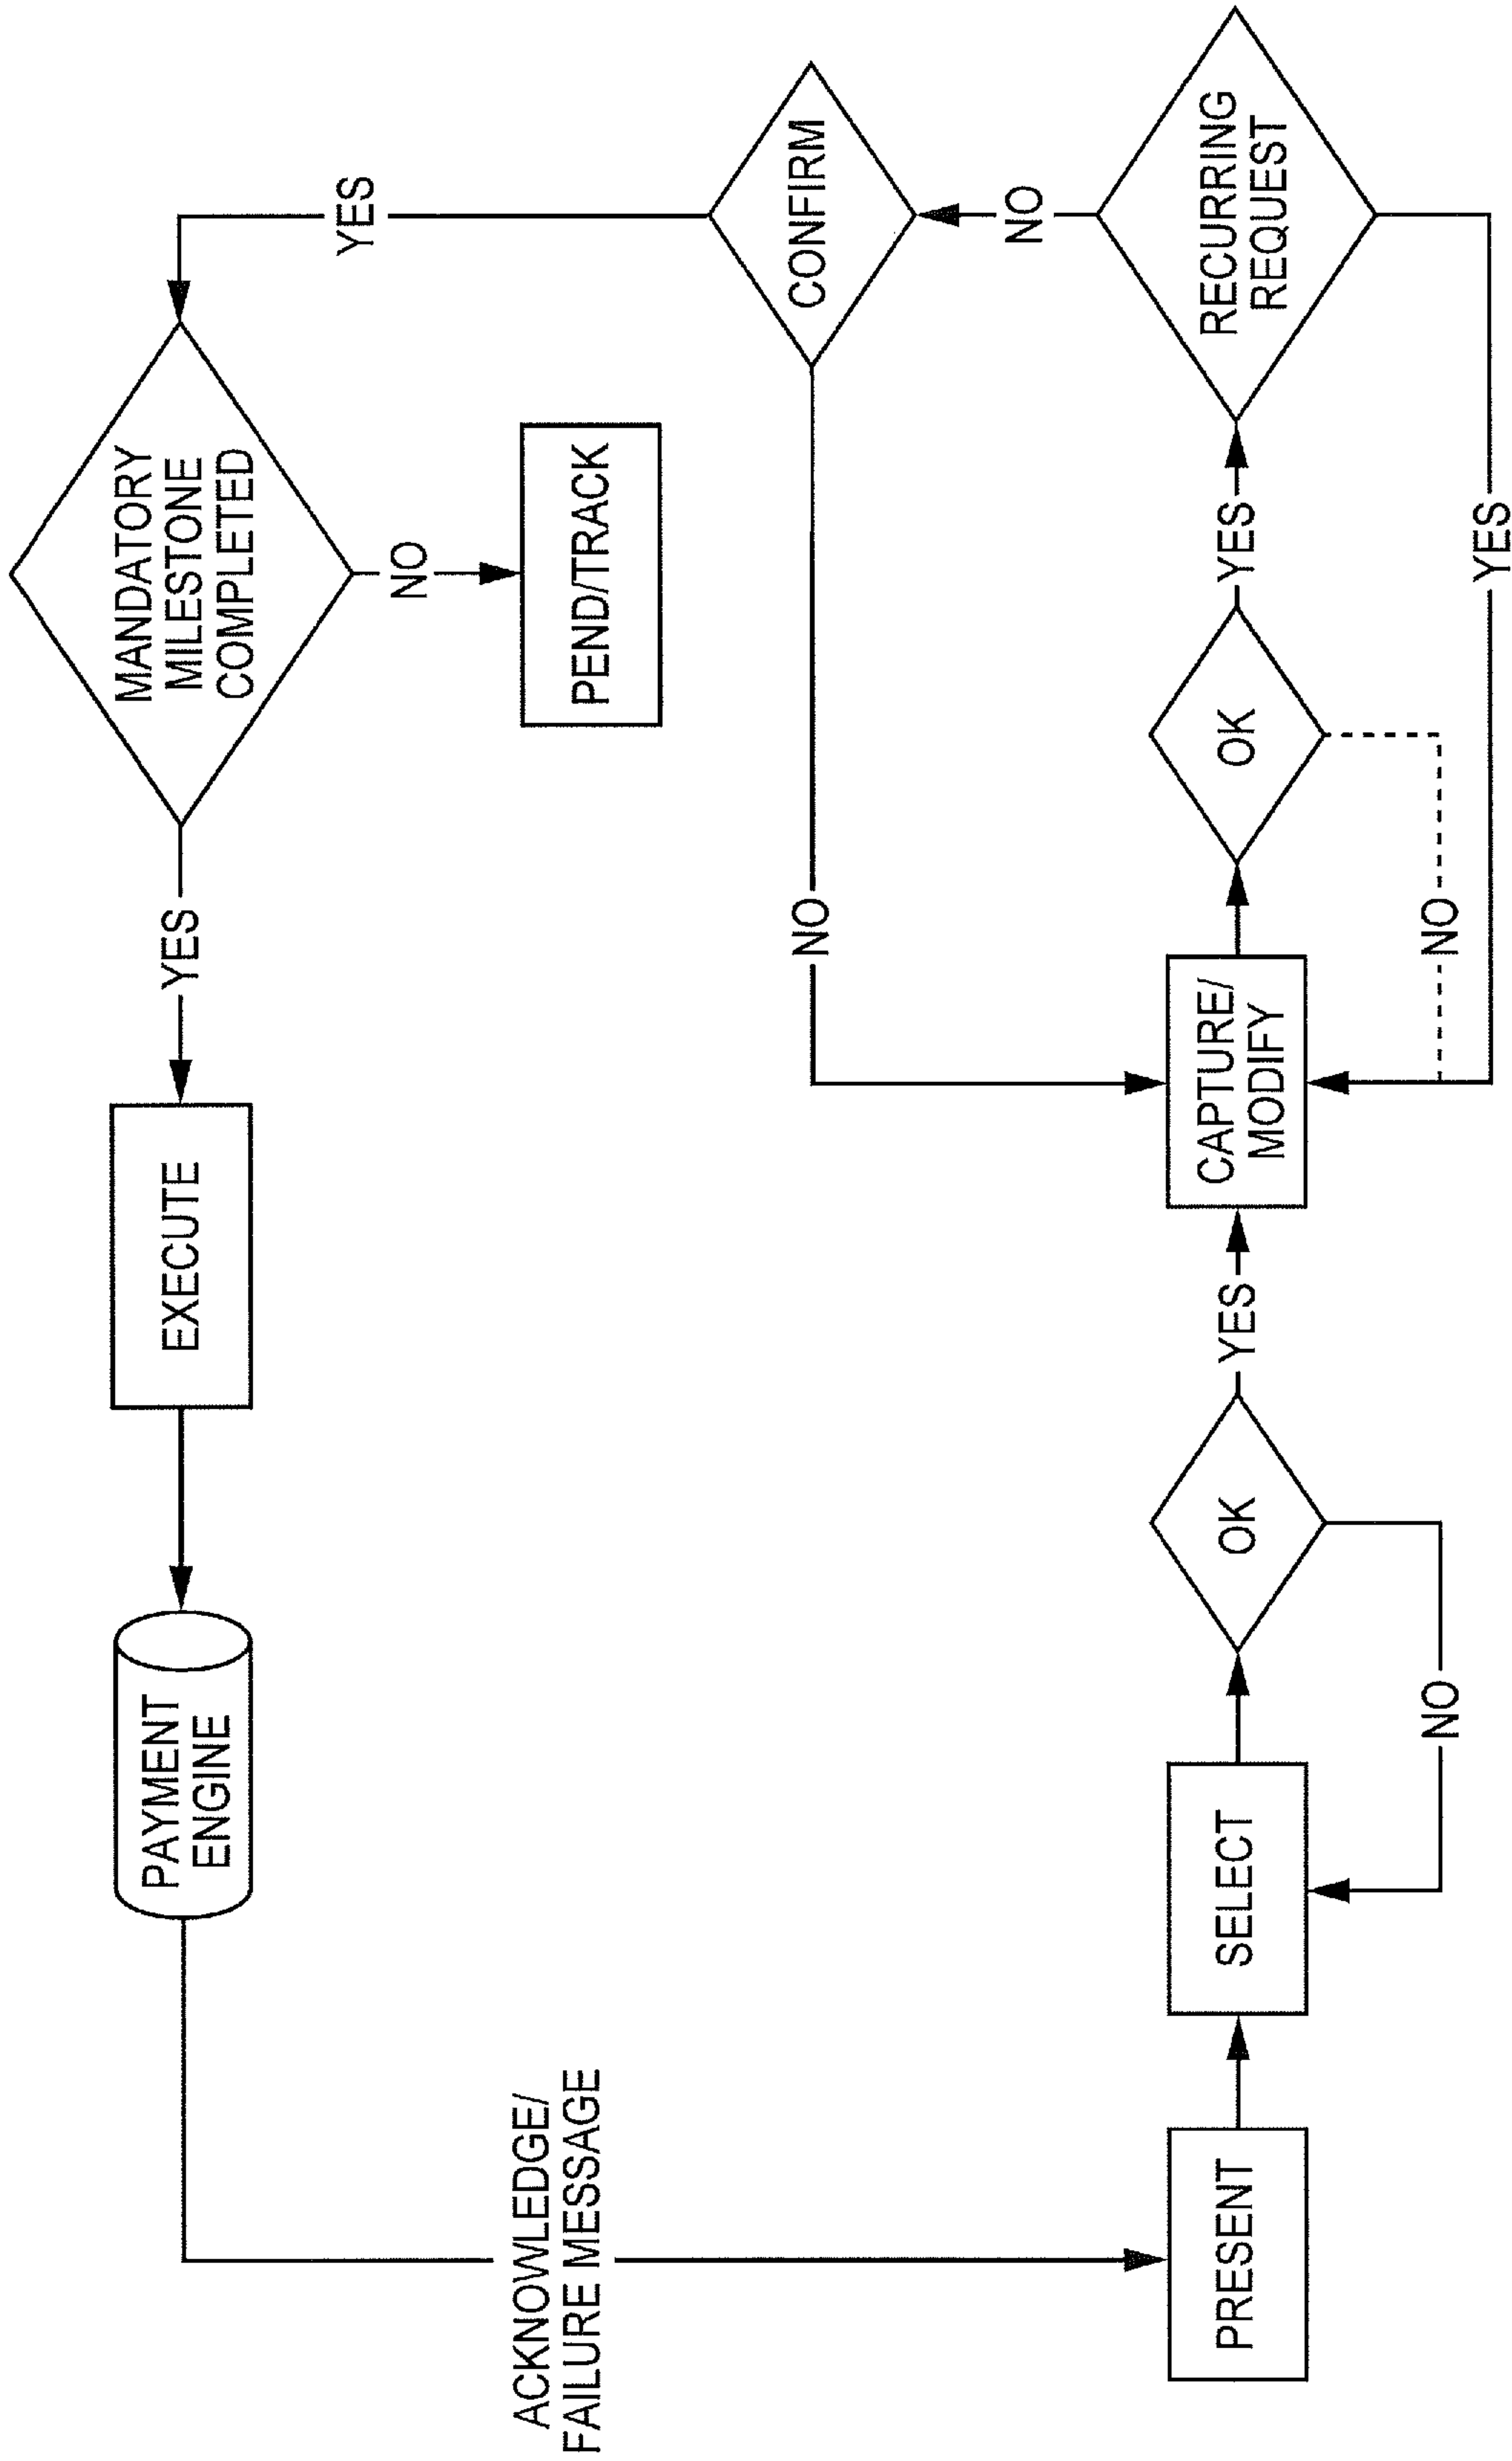 PRESENT
SELECT
OK
NO
YES
CAPTURE/
MODIFY
OK
NO
YES
RECURRING
REQUEST
YES
NO
CONFIRM
NO
YES
MANDATORY
MILESTONE
COMPLETED
NO
PEND/TRACK
YES
EXECUTE
PAYMENT
ENGINE
ACKNOWLEDGE/
FAILURE MESSAGE